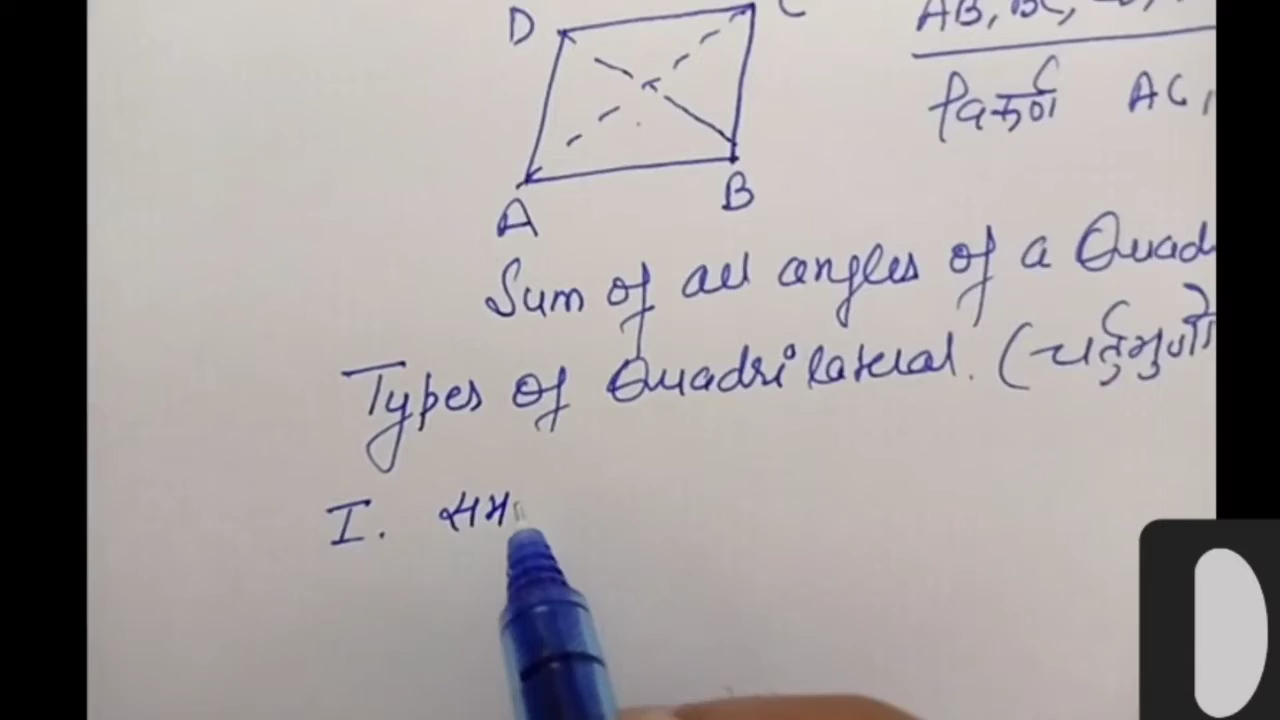 D
AB, BC,
विकर्ण AC,
A
B
Sum of all angles of a Quad
Types of Quadrilateral. (चतुर्भुजों
I. सम